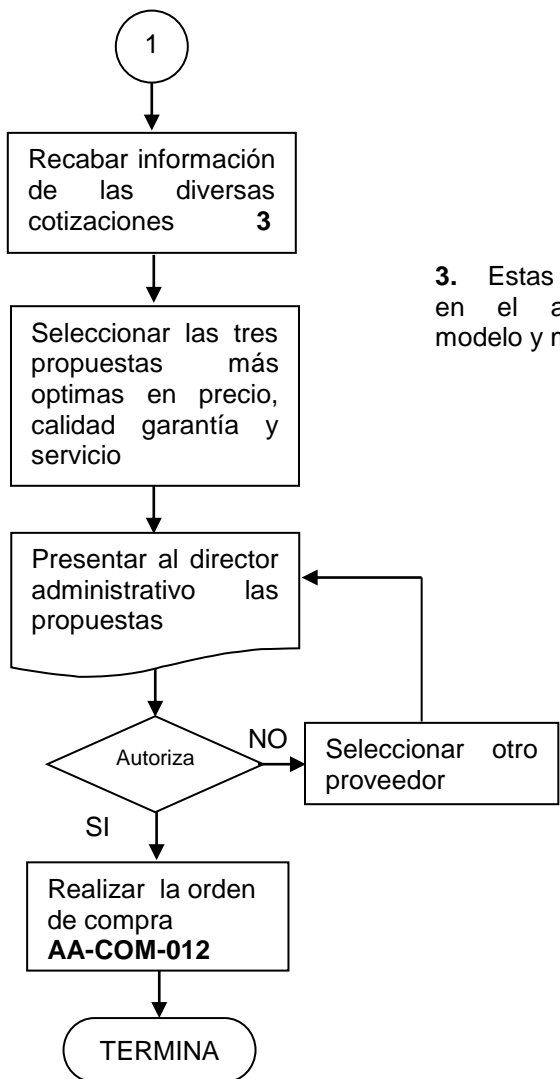 1
Recabar información
de las diversas
cotizaciones 3
3. Estas
en el
modelo y
Seleccionar las tres
propuestas más
optimas en precio,
calidad garantía y
servicio
Presentar al director
administrativo las
propuestas
Autoriza
NO
Seleccionar otro
proveedor
SI
Realizar la orden
de compra
AA-COM-012
TERMINA